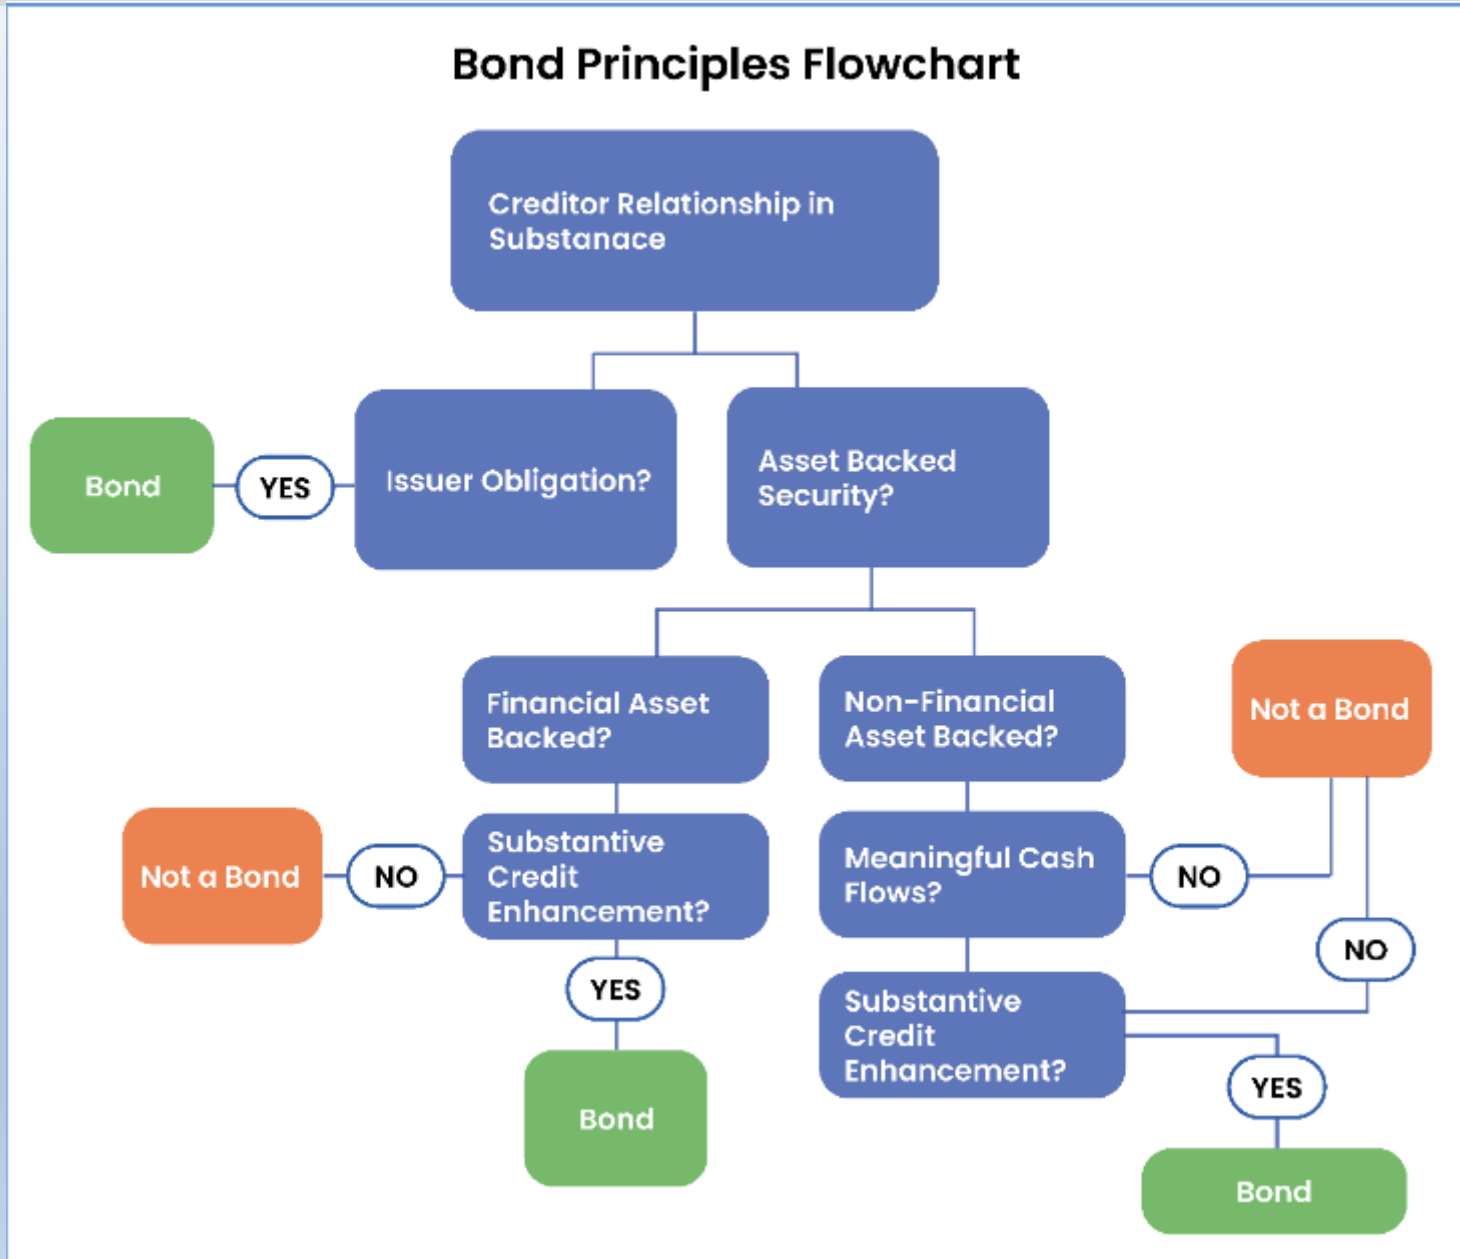 Bond Principles Flowchart
Creditor Relationship in
Substanace
Bond
YES
Issuer Obligation?
Asset Backed
Security?
Financial Asset
Backed?
Non-Financial
Asset Backed?
Not a Bond
Not a Bond
NO
Substantive
Credit
Enhancement?
Meaningful Cash
Flows?
NO
NO
YES
Substantive
Credit
Enhancement?
YES
Bond
Bond